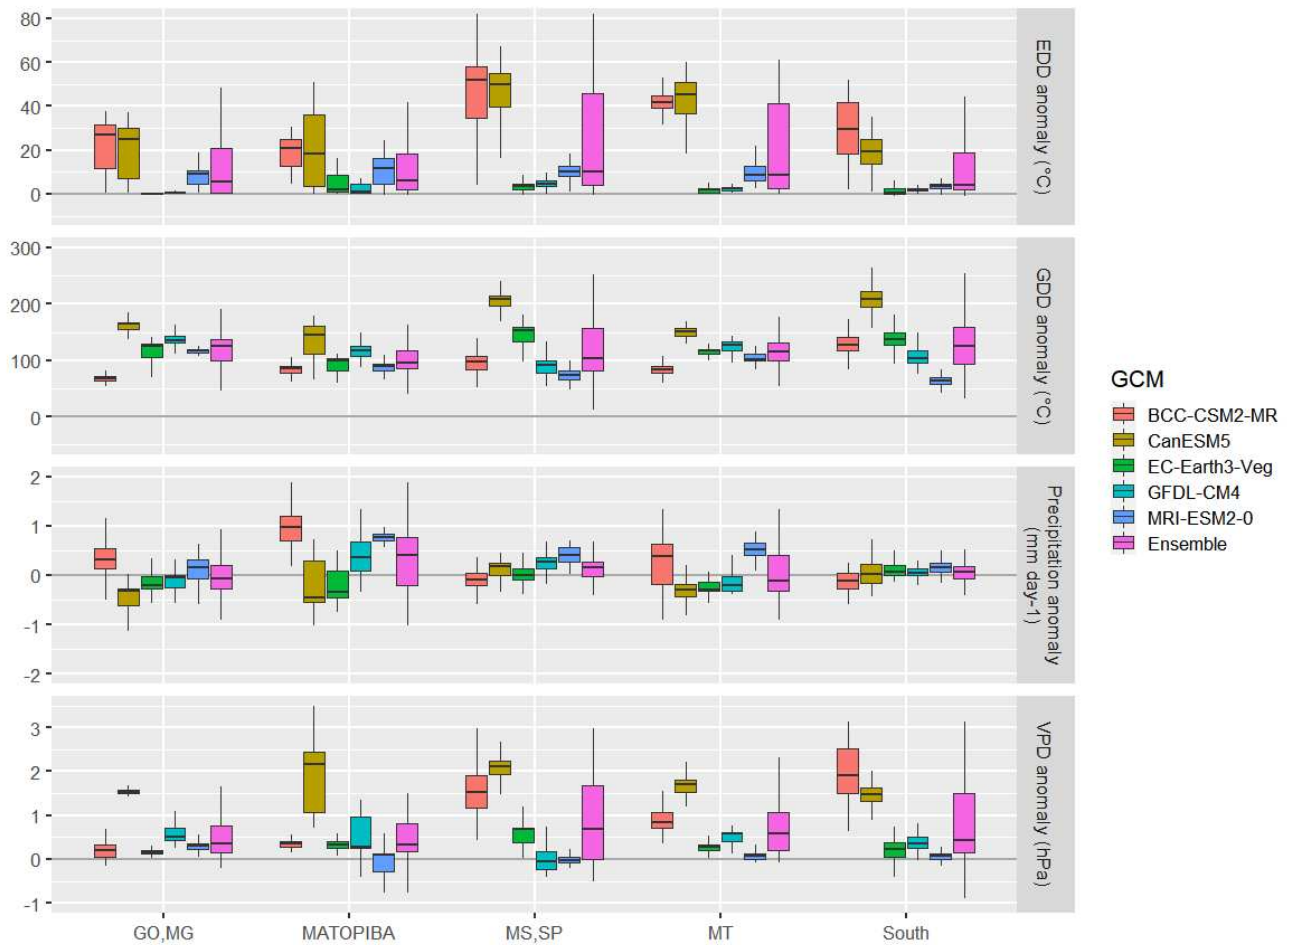 80
60
40
20
0
EDD anomaly (°C)
300
200
100
0
GDD anomaly (°C)
2
1
0
-1
-2
Precipitation anomaly
(mm day-1)
3
2
1
0
-1
VPD anomaly (hPa)
GO,MG MATOPIBA MS,SP MT South
GCM
BCC-CSM2-MR
CanESM5
EC-Earth3-Veg
GFDL-CM4
MRI-ESM2-0
Ensemble